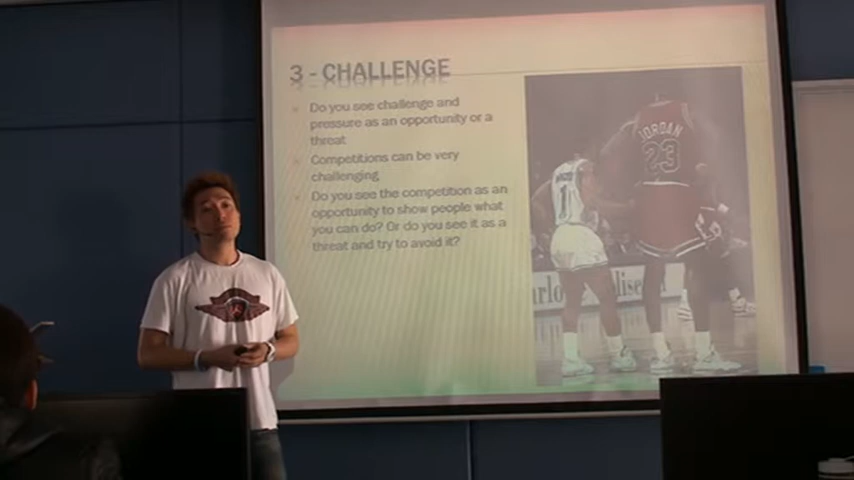 3 - CHALLENGE
Do you see challenge and
pressure as an opportunity or a
threat
Competitions can be very
challenging
Do you see the competition as an
opportunity to show people what
you can do? Or do you see it as a
threat and try to avoid it?
JORDAN
23
1